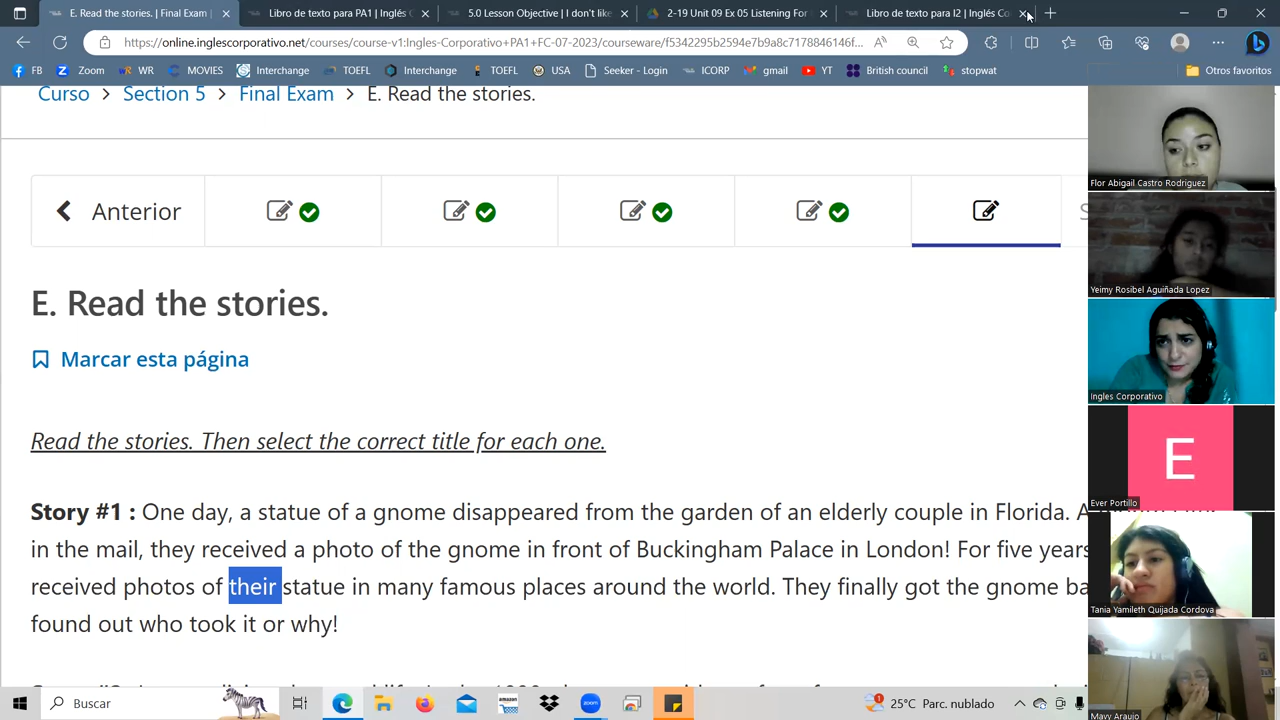 E. Read the stories. | Final Exam |
Libro de texto para PA1 | Inglés C
5.0 Lesson Objective | I don't like
2-19 Unit 09 Ex 05 Listening For
Libro de texto para I2 | Inglés Co
https://online.inglescorporativo.net/courses/course-v1:Ingles-Corporativo+PA1+FC-07-2023/courseware/f5342295b2594e7b9a8c7178846146f...
FB
Zoom
WR
MOVIES
Interchange
TOEFL
Interchange
TOEFL
USA
Seeker - Login
ICORP
gmail
YT
British council
stopwat
Otros favoritos
Curso > Section 5 > Final Exam > E. Read the stories.
Anterior
E. Read the stories.
Marcar esta página
Read the stories. Then select the correct title for each one.
Story #1 : One day, a statue of a gnome disappeared from the garden of an elderly couple in Florida. A
in the mail, they received a photo of the gnome in front of Buckingham Palace in London! For five years
received photos of their statue in many famous places around the world. They finally got the gnome ba
found out who took it or why!
Flor Abigail Castro Rodriguez
Yeimy Rosibel Aguiñada Lopez
Ingles Corporativo
E
Ever Portillo
Tania Yamileth Quijada Cordova
Mavy Araujo
Buscar
amazon
1
25°C Parc. nublado